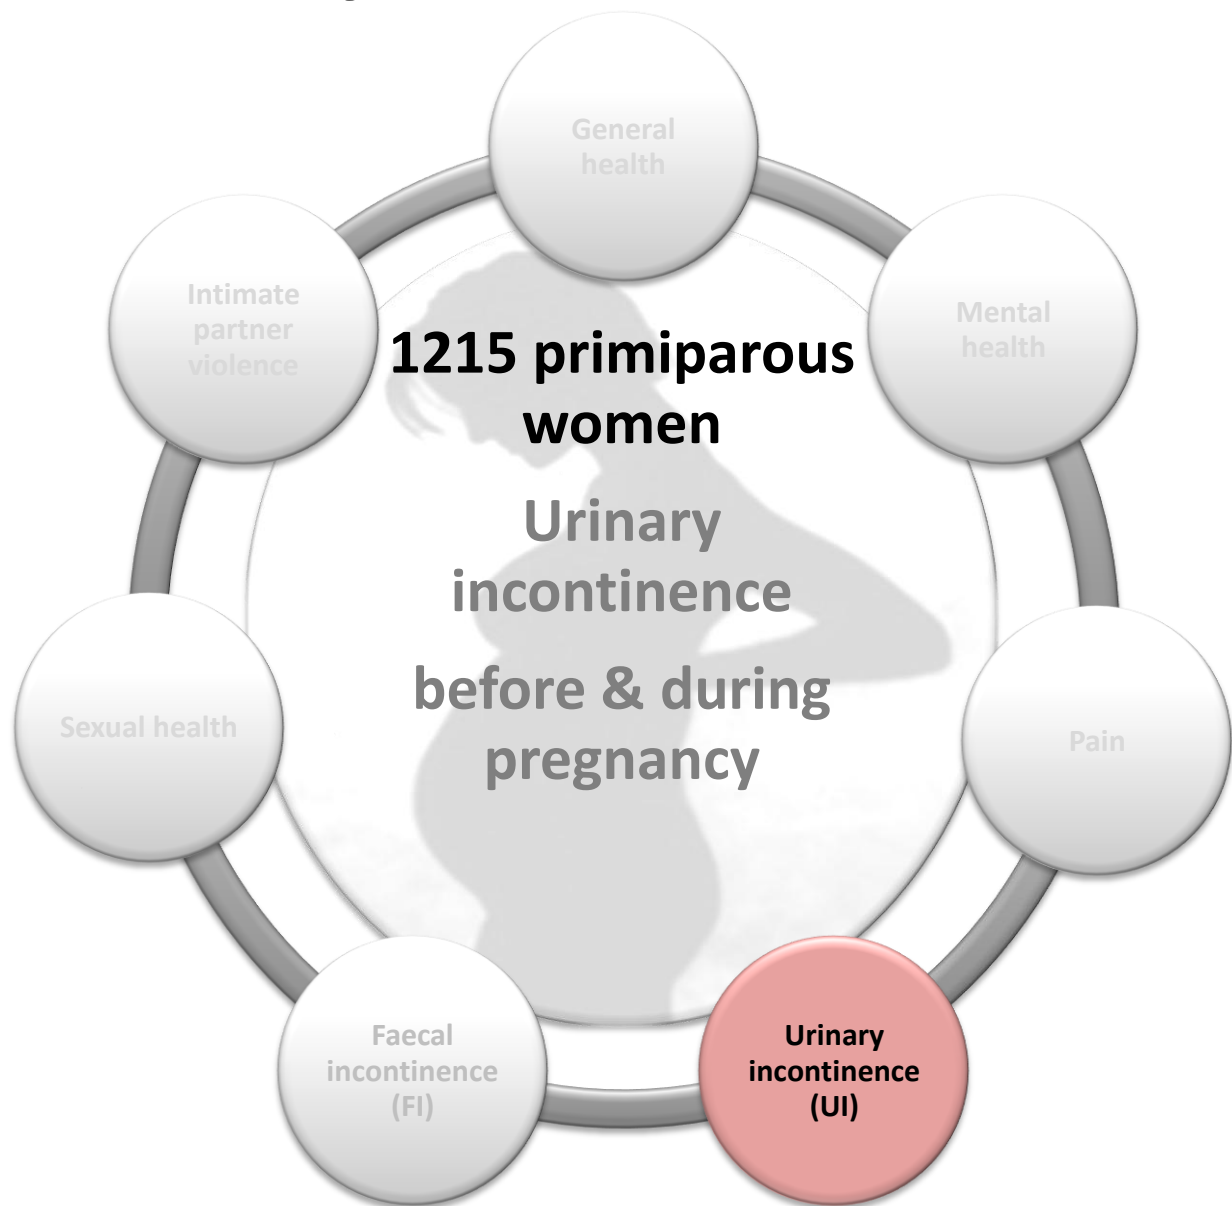 General
health
Intimate
partner
violence
Mental
health
1215 primiparous
women
Urinary
incontinence
before & during
pregnancy
Sexual health
Pain
Faecal
incontinence
(FI)
Urinary
incontinence
(UI)